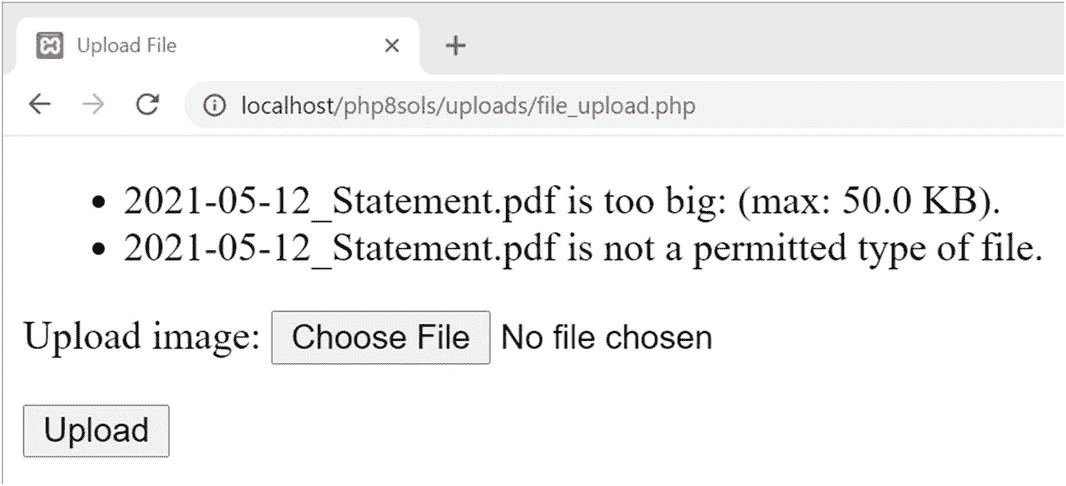 Upload File
localhost/php8sols/uploads/file_upload.php
• 2021-05-12_Statement.pdf is too big: (max: 50.0 KB).
• 2021-05-12_Statement.pdf is not a permitted type of file.
Upload image: Choose File No file chosen
Upload